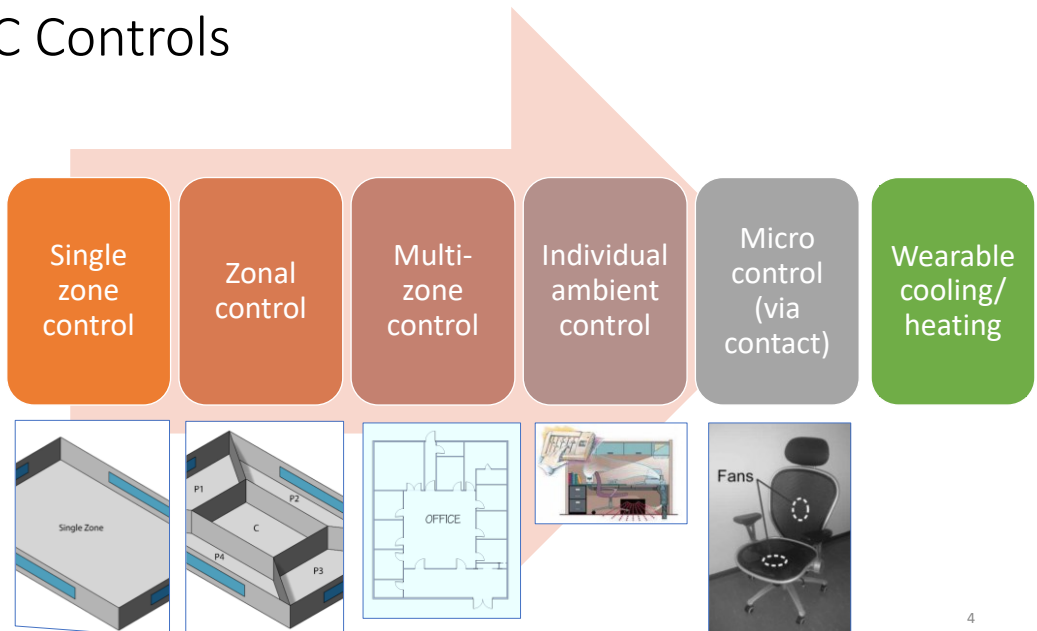 C Controls
Single
zone
control
Zonal
control
Multi-
zone
control
Individual
ambient
control
Micro
control
(via
contact)
Wearable
cooling/
heating
Single Zone
P1
P2
C
P4
P3
OFFICE
Fans
4